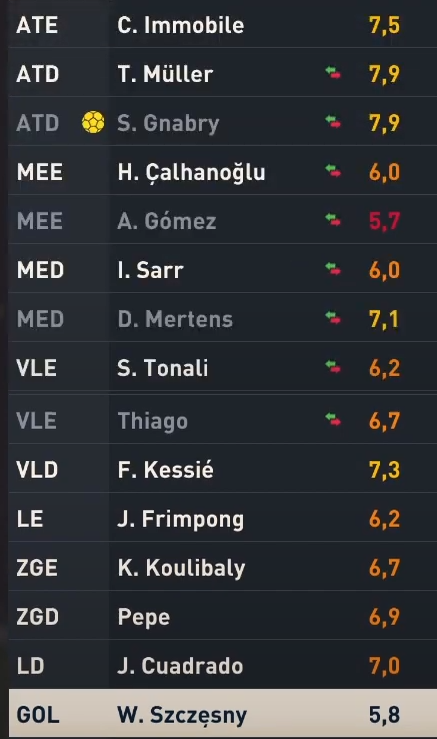 ATE C. Immobile 7,5
ATD T. Müller 7,9
ATD S. Gnabry 7,9
MEE H. Çalhanoğlu 6,0
MEE A. Gómez 5,7
MED I. Sarr 6,0
MED D. Mertens 7,1
VLE S. Tonali 6,2
VLE Thiago 6,7
VLD F. Kessié 7,3
LE J. Frimpong 6,2
ZGE K. Koulibaly 6,7
ZGD Pepe 6,9
LD J. Cuadrado 7,0
GOL W. Szczęsny 5,8